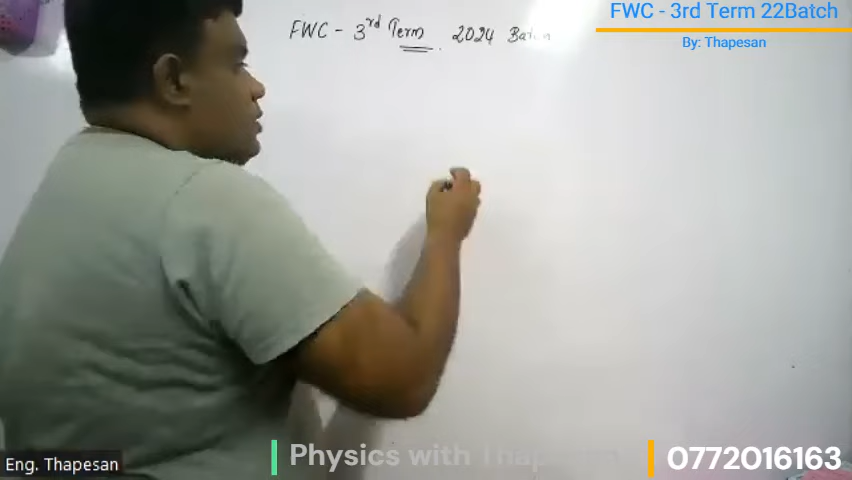 FWC - 3rd Term 2024 Batch
FWC - 3rd Term 22Batch
By: Thapesan
Eng. Thapesan
Physics with Thapesan
0772016163